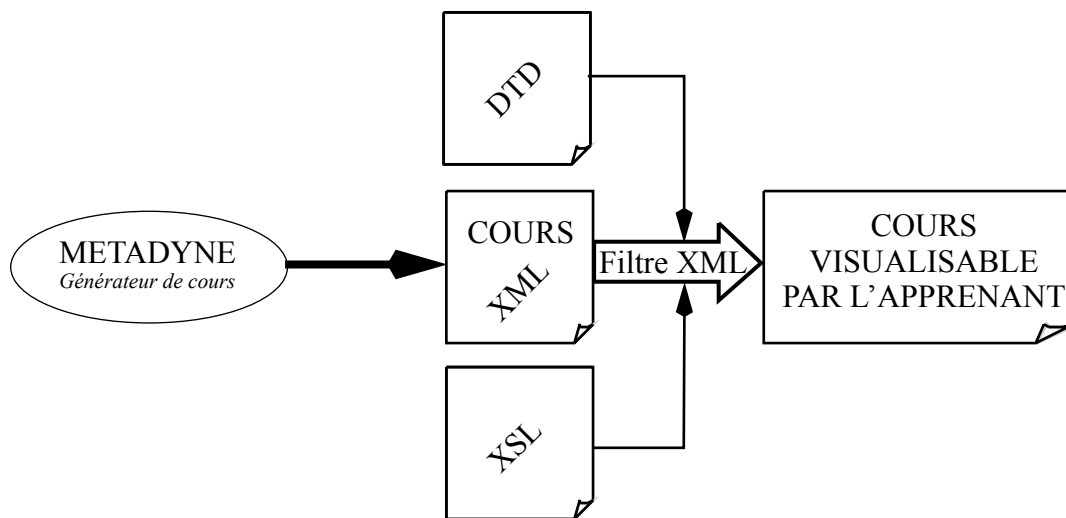 DTD
METADYNE
Générateur de cours
COURS
XML
Filtre XML
COURS
VISUALISABLE
PAR L’APPRENANT
XSL